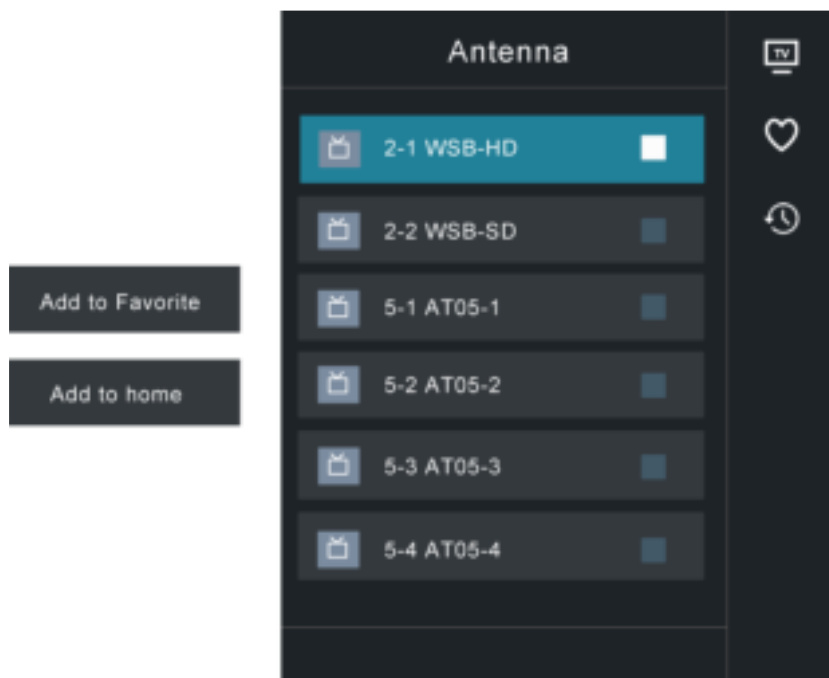 Antenna
TV
2-1 WSB-HD
2-2 WSB-SD
Add to Favorite
5-1 AT05-1
Add to home
5-2 AT05-2
5-3 AT05-3
5-4 AT05-4